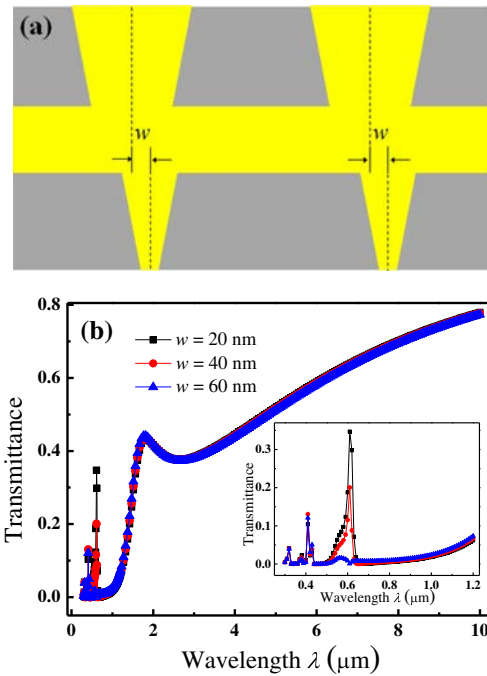 (a)
w
w
(b)
w = 20 nm
w = 40 nm
w = 60 nm
Transmittance
0.8
0.6
0.4
0.2
0.0
0
2
4
6
8
10
Wavelength λ (μm)
Transmittance
0.3
0.2
0.1
0.0
0.4
0.6
0.8
1.0
1.2
Wavelength λ (μm)